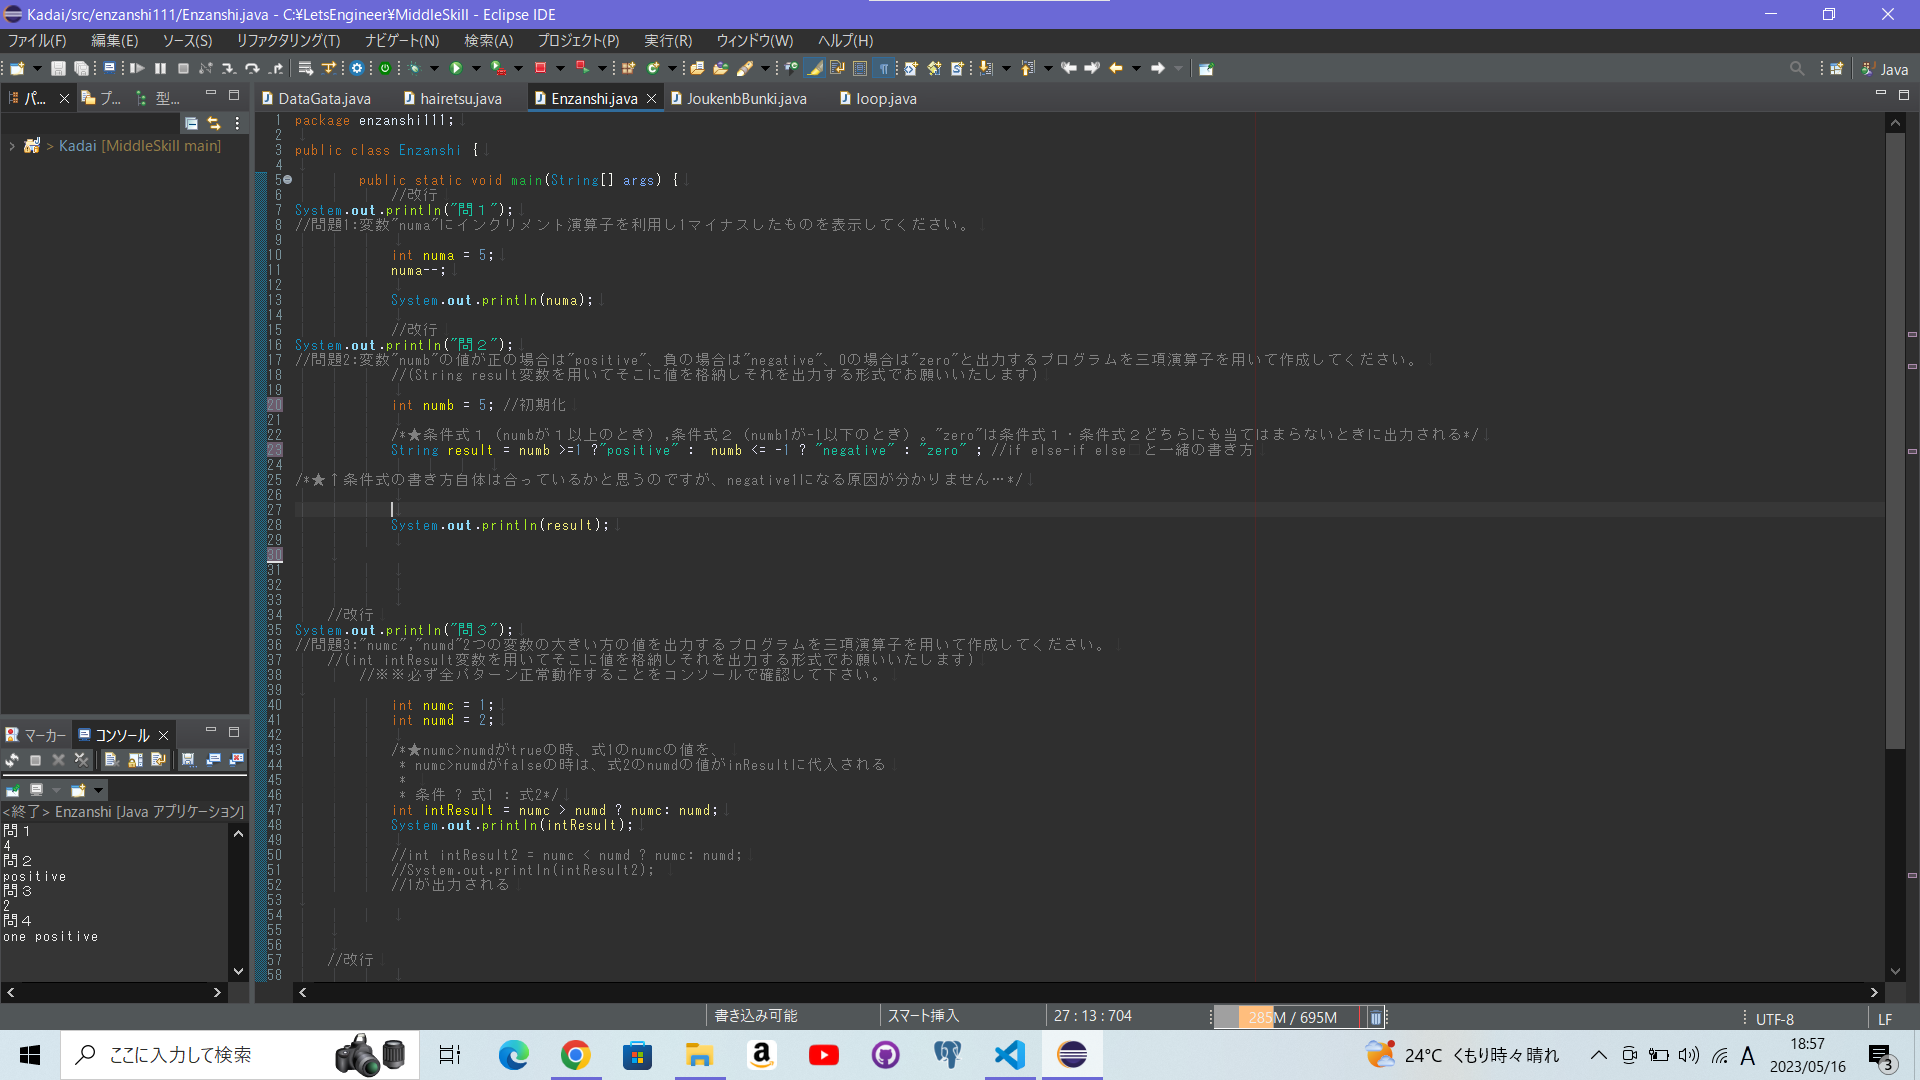 Kadai/src/enzanshi111/Enzanshi.java - C:¥LetsEngineer¥MiddleSkill - Eclipse IDE
ファイル(F) 編集(E) ソース(S) リファクタリング(T) ナビゲート(N) 検索(A) プロジェクト(P) 実行(R) ウィンドウ(W) ヘルプ(H)
Java
パ... プ... 型...
> Kadai [MiddleSkill main]
DataGata.java hairetsu.java Enzanshi.java JoukenbBunki.java loop.java
1 package enzanshi111;
2
3 public class Enzanshi {
4
5 public static void main(String[] args) {
6 //改行
7 System.out.println("問１");
8 //問題1:変数"numa"にインクリメント演算子を利用し1マイナスしたものを表示してください。
9
10 int numa = 5;
11 numa--;
12
13 System.out.println(numa);
14
15 //改行
16 System.out.println("問２");
17 //問題2:変数"numb"の値が正の場合は"positive"、負の場合は"negative"、0の場合は"zero"と出力するプログラムを三項演算子を用いて作成してください。
18 //(String result変数を用いてそこに値を格納しそれを出力する形式でお願いいたします)
19
20 int numb = 5; //初期化
21
22 /*★条件式１（numbが１以上のとき）,条件式２（numb1が-1以下のとき）。"zero"は条件式１・条件式２どちらにも当てはまらないときに出力される*/
23 String result = numb >=1 ?"positive" : numb <= -1 ? "negative" : "zero" ; //if else-if else と一緒の書き方
24
25 /*★↑条件式の書き方自体は合っているかと思うのですが、negative1になる原因が分かりません…*/
26
27
28 System.out.println(result);
29
30
31
32
33
34 //改行
35 System.out.println("問３");
36 //問題3:"numc","numd"2つの変数の大きい方の値を出力するプログラムを三項演算子を用いて作成してください。
37 //(int intResult変数を用いてそこに値を格納しそれを出力する形式でお願いいたします)
38 //※※必ず全パターン正常動作することをコンソールで確認して下さい。
39
40 int numc = 1;
41 int numd = 2;
42
43 /*★numc>numdがtrueの時、式1のnumcの値を、
44 * numc>numdがfalseの時は、式2のnumdの値がinResultに代入される
45 *
46 * 条件 ? 式1 : 式2*/
47 int intResult = numc > numd ? numc: numd;
48 System.out.println(intResult);
49
50 //int intResult2 = numc < numd ? numc: numd;
51 //System.out.println(intResult2);
52 //1が出力される
53
54
55
56
57 //改行
58
マーカー コンソール
<終了> Enzanshi [Java アプリケーション]
問１
4
問２
positive
問３
2
問４
one positive
書き込み可能 スマート挿入 27 : 13 : 704 285M / 695M UTF-8 LF
ここに入力して検索
24°C くもり時々晴れ
A
18:57
2023/05/16
3